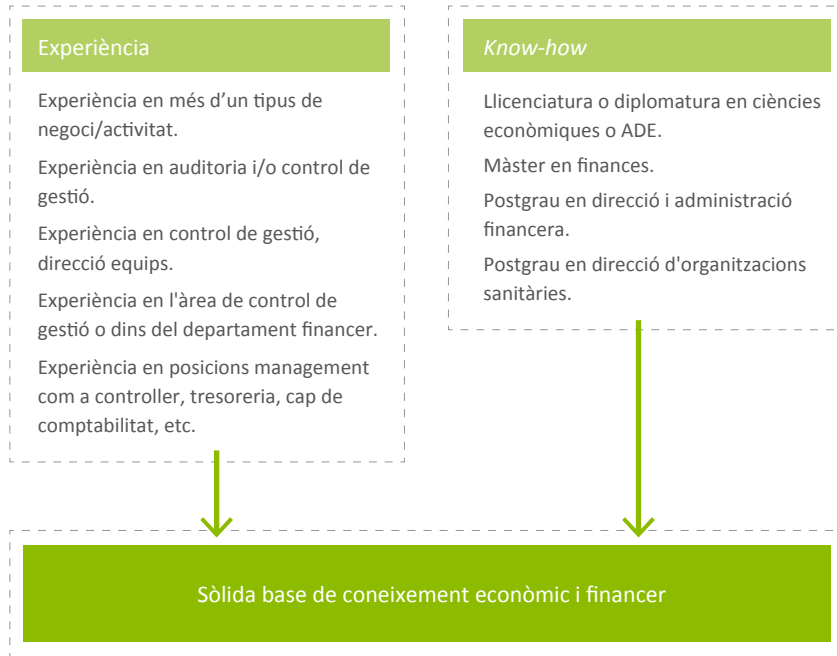 Experiència
Experiència en més d’un tipus de
negoci/activitat.
Experiència en auditoria i/o control de
gestió.
Experiència en control de gestió,
direcció equips.
Experiència en l'àrea de control de
gestió o dins del departament financer.
Experiència en posicions management
com a controller, tresoreria, cap de
comptabilitat, etc.
Know-how
Llicenciatura o diplomatura en ciències
econòmiques o ADE.
Màster en finances.
Postgrau en direcció i administració
financera.
Postgrau en direcció d'organitzacions
sanitàries.
Sòlida base de coneixement econòmic i financer